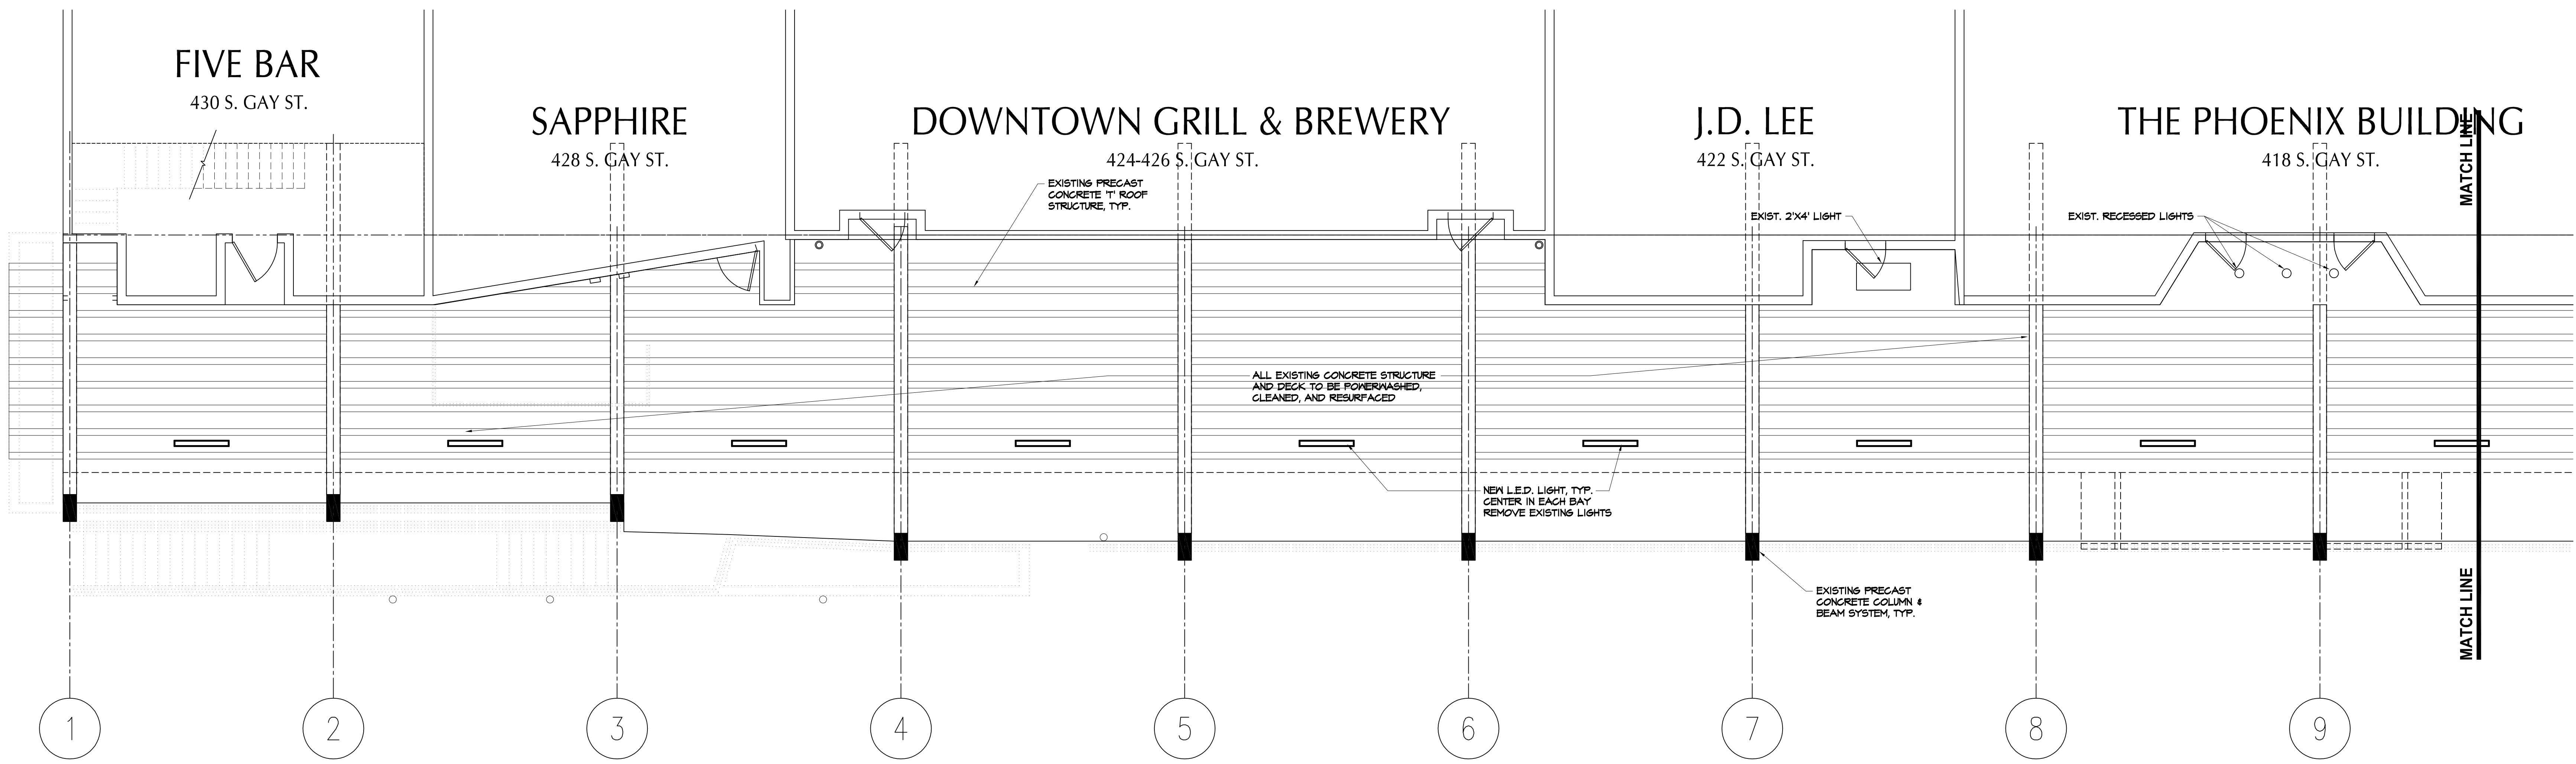 FIVE BAR
430 S. GAY ST.
SAPPHIRE
428 S. GAY ST.
DOWNTOWN GRILL & BREWERY
424-426 S. GAY ST.
J.D. LEE
422 S. GAY ST.
THE PHOENIX BUILDING
418 S. GAY ST.
MATCH LINE
EXISTING PRECAST
CONCRETE 'T' ROOF
STRUCTURE, TYP.
EXIST. 2'X4' LIGHT
EXIST. RECESSED LIGHTS
ALL EXISTING CONCRETE STRUCTURE
AND DECK TO BE POWERWASHED,
CLEANED, AND RESURFACED
NEW L.E.D. LIGHT, TYP.
CENTER IN EACH BAY
REMOVE EXISTING LIGHTS
EXISTING PRECAST
CONCRETE COLUMN &
BEAM SYSTEM, TYP.
MATCH LINE
1
2
3
4
5
6
7
8
9